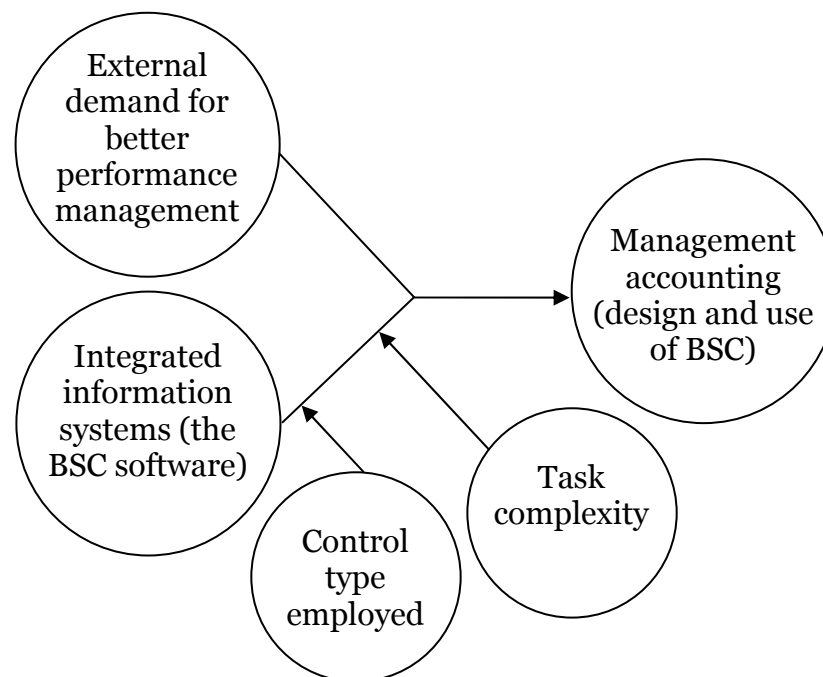 External
demand for
better
performance
management
Management
accounting
(design and use
of BSC)
Integrated
information
systems (the
BSC software)
Task
complexity
Control
type
employed